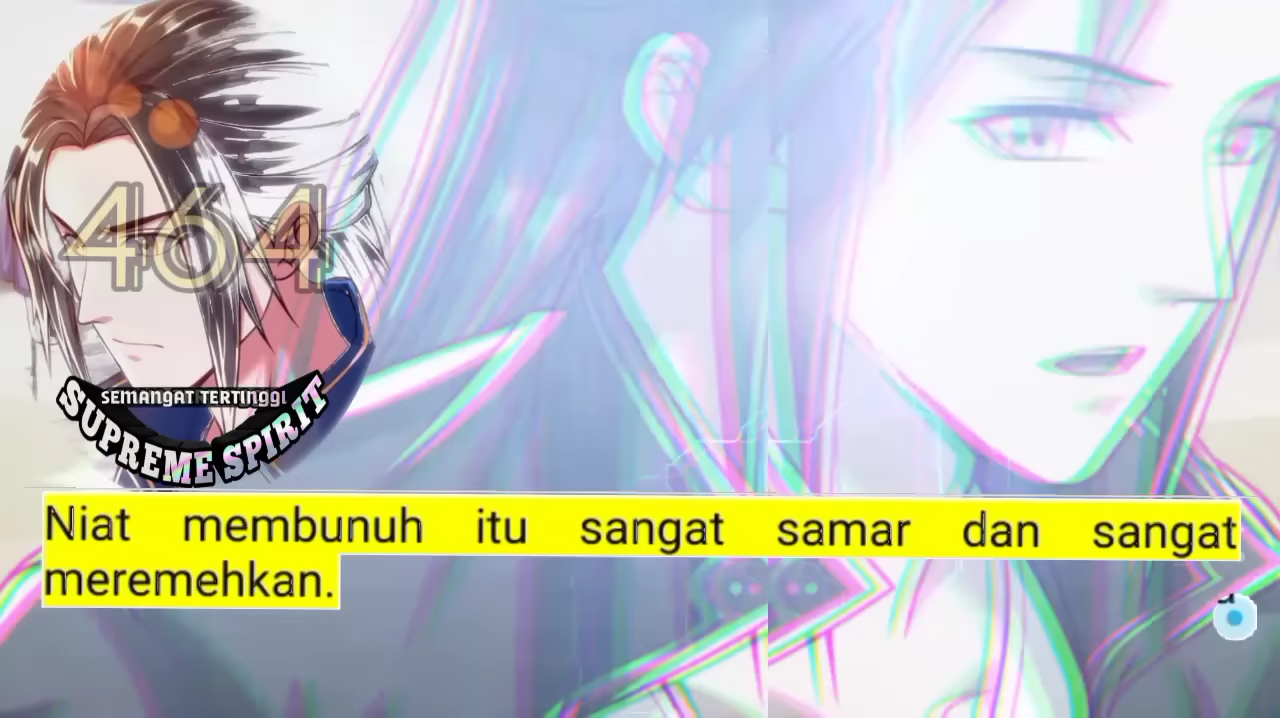 464
SEMANGAT TERTINGGI
SUPREME SPIRIT
Niat membunuh itu sangat samar dan sangat
meremehkan.